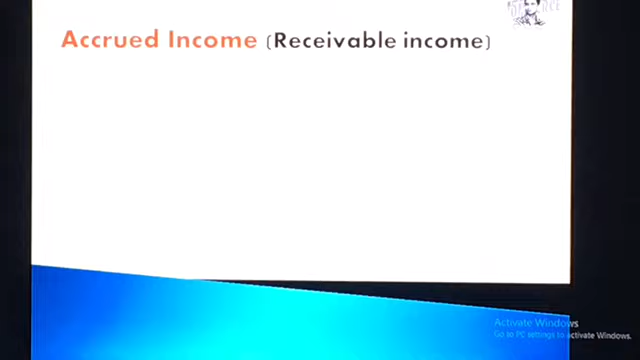 Accrued Income (Receivable income)
Activate Windows
Go to PC settings to activate Windows.